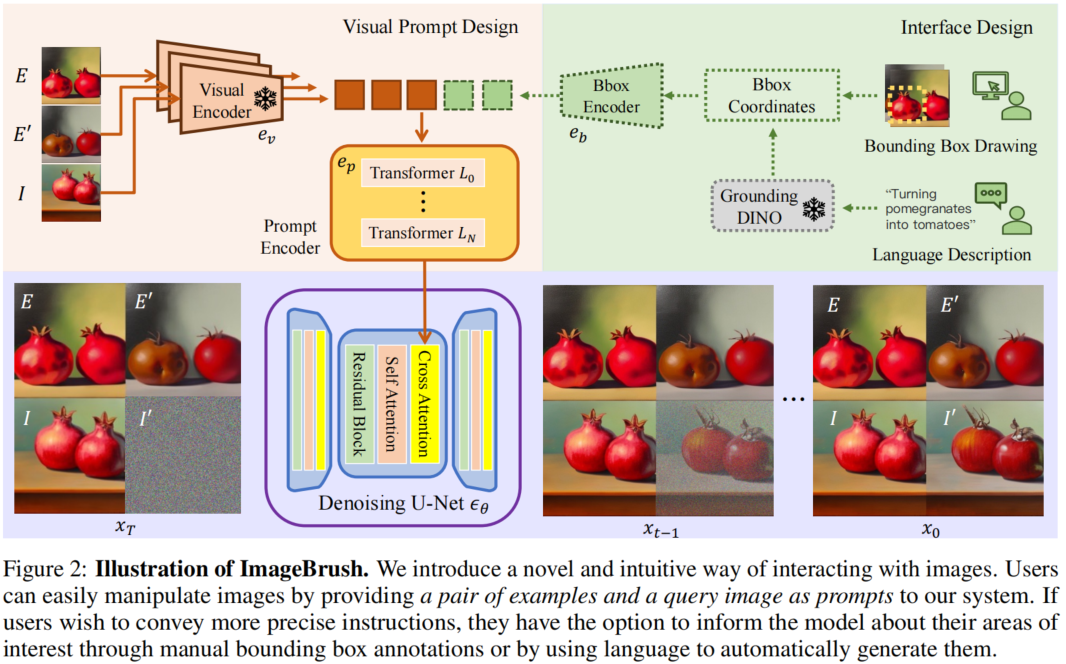 Visual Prompt Design
Interface Design
E
E′
I
Visual
Encoder
e_v
Bbox
Encoder
e_b
Bbox
Coordinates
Bounding Box Drawing
e_p
Transformer L_0
Transformer L_N
Prompt
Encoder
Grounding
DINO
“Turning
pomegranates
into tomatoes”
Language Description
E
E′
I
I′
x_T
Residual Block
Self Attention
Cross Attention
Denoising U-Net ϵ_θ
x_{t-1}
...
E
E′
I
I′
x_0
Figure 2: Illustration of ImageBrush. We introduce a novel and intuitive way of interacting with images. Users
can easily manipulate images by providing a pair of examples and a query image as prompts to our system. If
users wish to convey more precise instructions, they have the option to inform the model about their areas of
interest through manual bounding box annotations or by using language to automatically generate them.